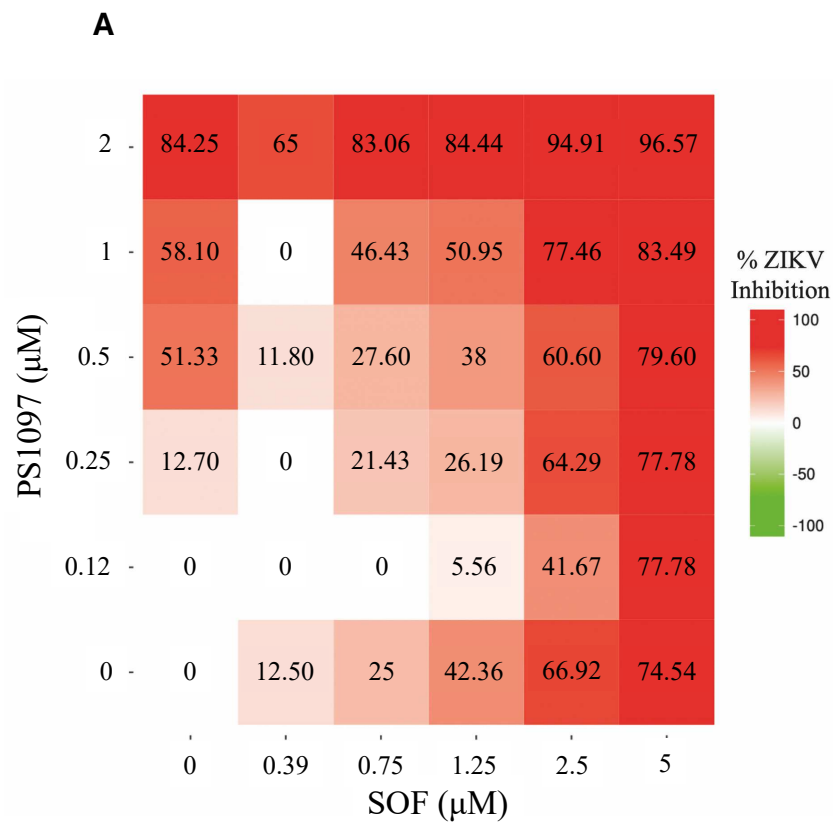 A
2 - 84.25 65 83.06 84.44 94.91 96.57
1 - 58.10 0 46.43 50.95 77.46 83.49
0.5 - 51.33 11.80 27.60 38 60.60 79.60
0.25 - 12.70 0 21.43 26.19 64.29 77.78
0.12 - 0 0 0 5.56 41.67 77.78
0 - 0 12.50 25 42.36 66.92 74.54
0 0.39 0.75 1.25 2.5 5
SOF (μM)
PS1097 (μM)
% ZIKV
Inhibition
100
50
0
-50
-100